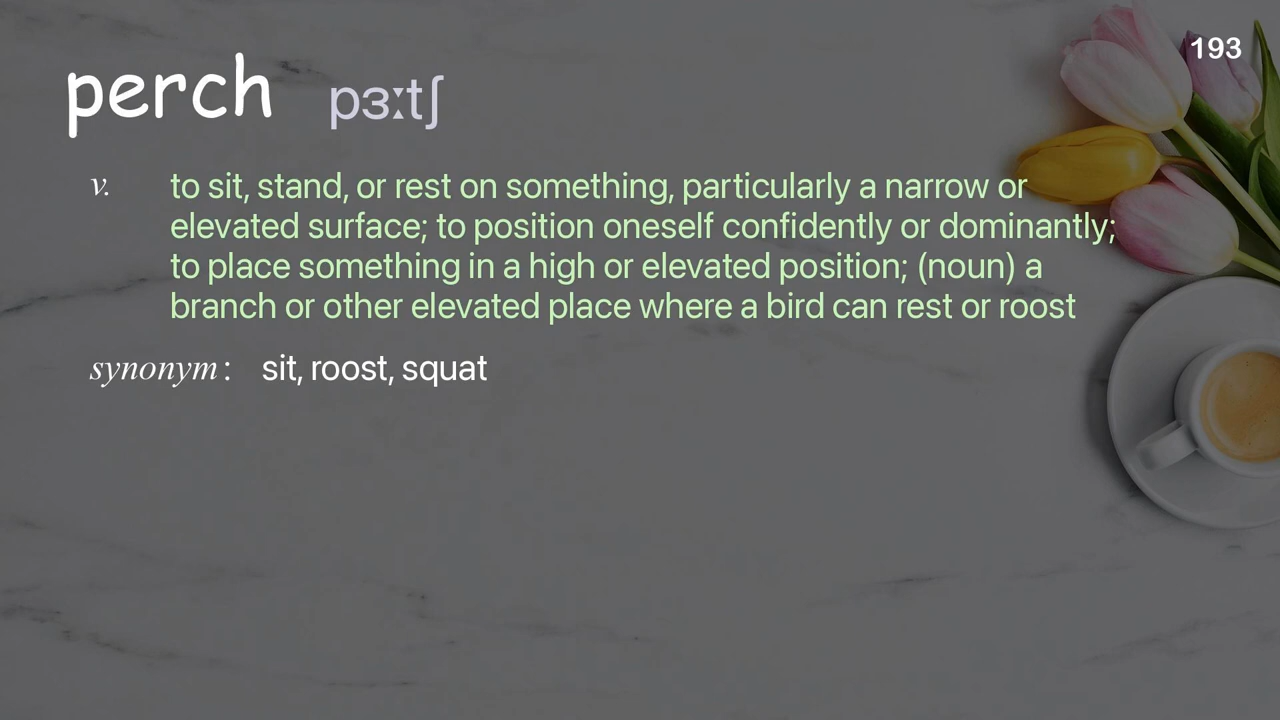 193
perch pɜːtʃ
v. to sit, stand, or rest on something, particularly a narrow or
elevated surface; to position oneself confidently or dominantly;
to place something in a high or elevated position; (noun) a
branch or other elevated place where a bird can rest or roost
synonym : sit, roost, squat